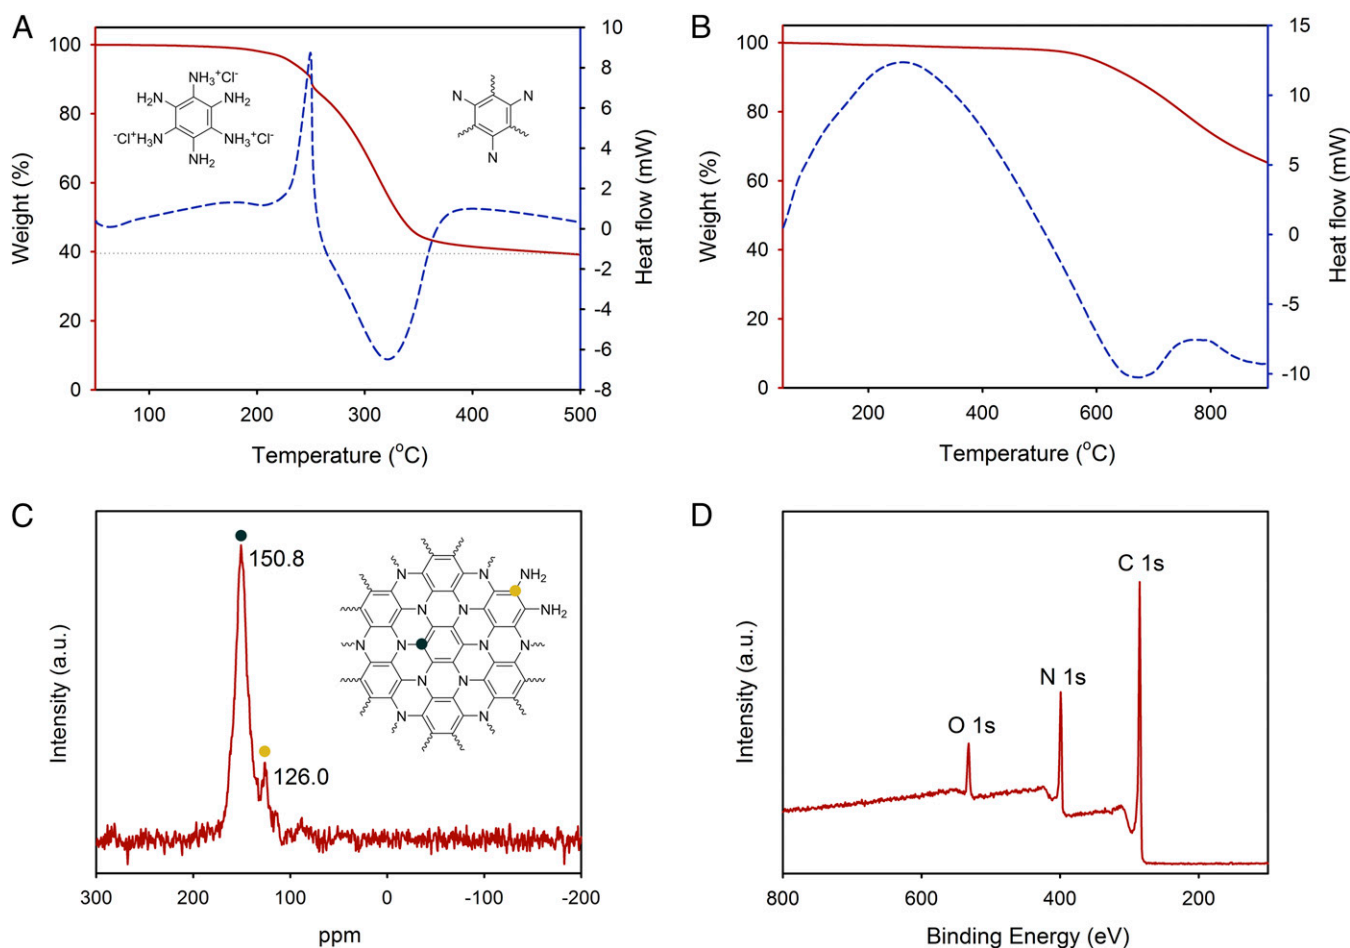 A
100
80
60
40
20
0
Weight (%)
100
200
300
400
500
Temperature (°C)
10
8
6
4
2
0
-2
-4
-6
-8
Heat flow (mW)
NH3+Cl-
H2N
NH2
-Cl+H3N
NH3+Cl-
NH2
N
N
N
B
100
80
60
40
20
0
Weight (%)
200
400
600
800
Temperature (°C)
15
10
5
0
-5
-10
Heat flow (mW)
C
150.8
126.0
Intensity (a.u.)
300
200
100
0
-100
-200
ppm
N
N
NH2
NH2
N
N
N
N
N
N
N
N
N
N
D
C 1s
N 1s
O 1s
Intensity (a.u.)
800
600
400
200
Binding Energy (eV)